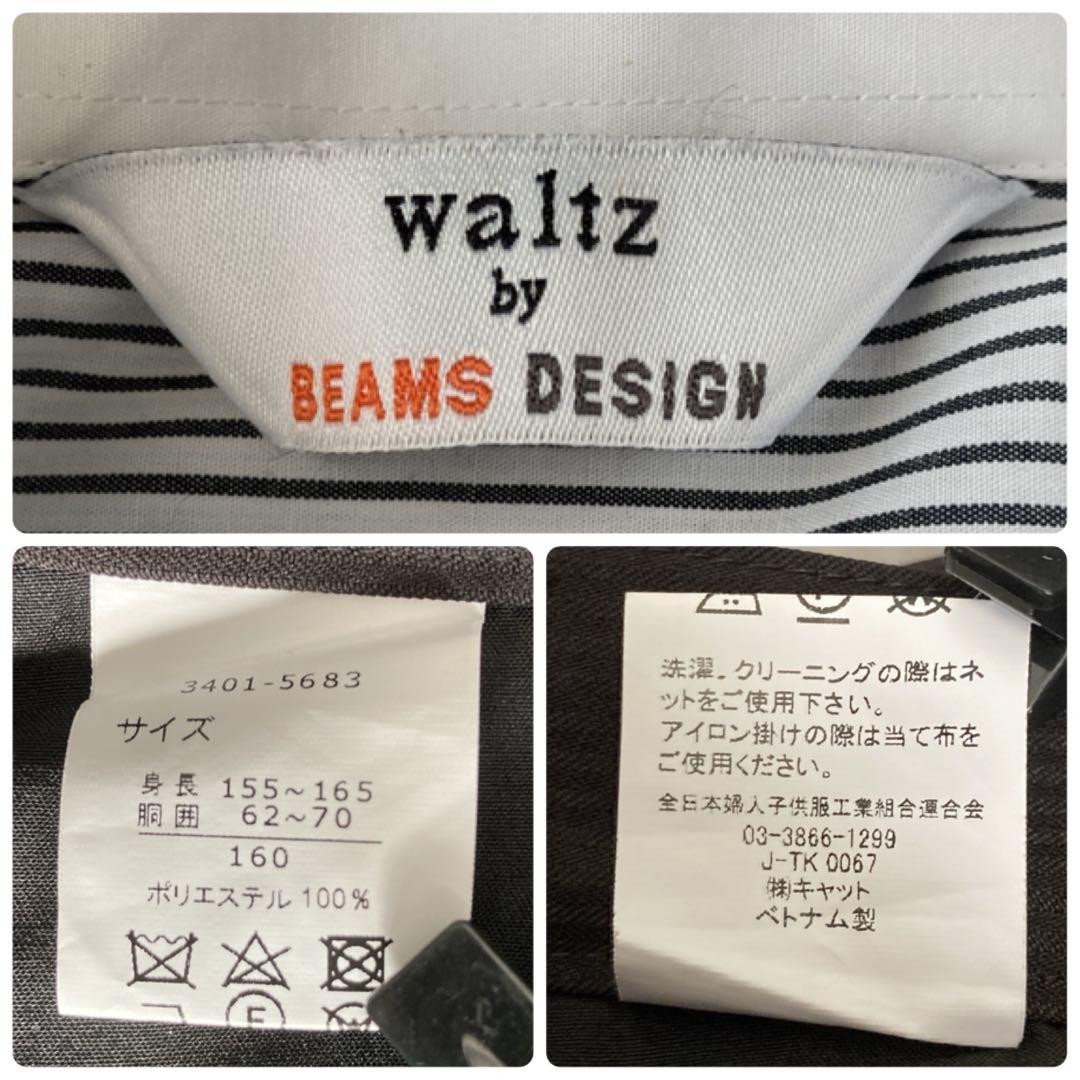 waltz
by
BEAMS DESIGN
3401-5683
サイズ
身長 155~165
胴囲 62~70
160
ポリエステル 100%
F
洗濯、クリーニングの際はネ
ットをご使用下さい。
アイロン掛けの際は当て布を
ご使用ください。
全日本婦人子供服工業組合連合会
03-3866-1299
J-TK 0067
㈱キャット
ベトナム製